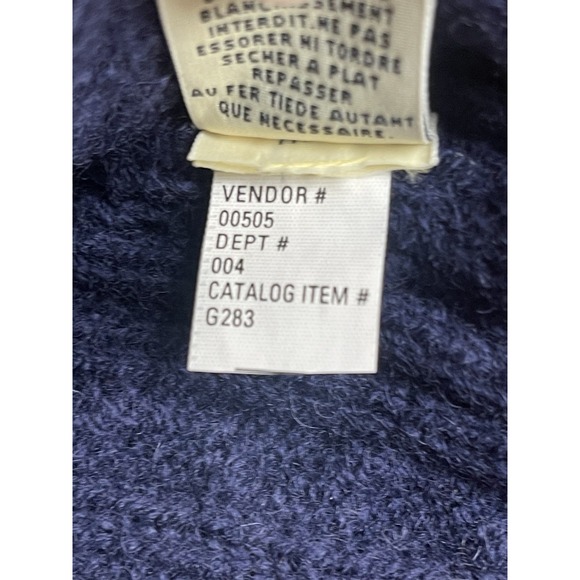 BLANCHISSEMENT
INTERDIT. NE PAS
ESSORER NI TORDRE
SECHER A PLAT
REPASSER
AU FER TIEDE AUTANT
QUE NECESSAIRE.
VENDOR #
00505
DEPT #
004
CATALOG ITEM #
G283